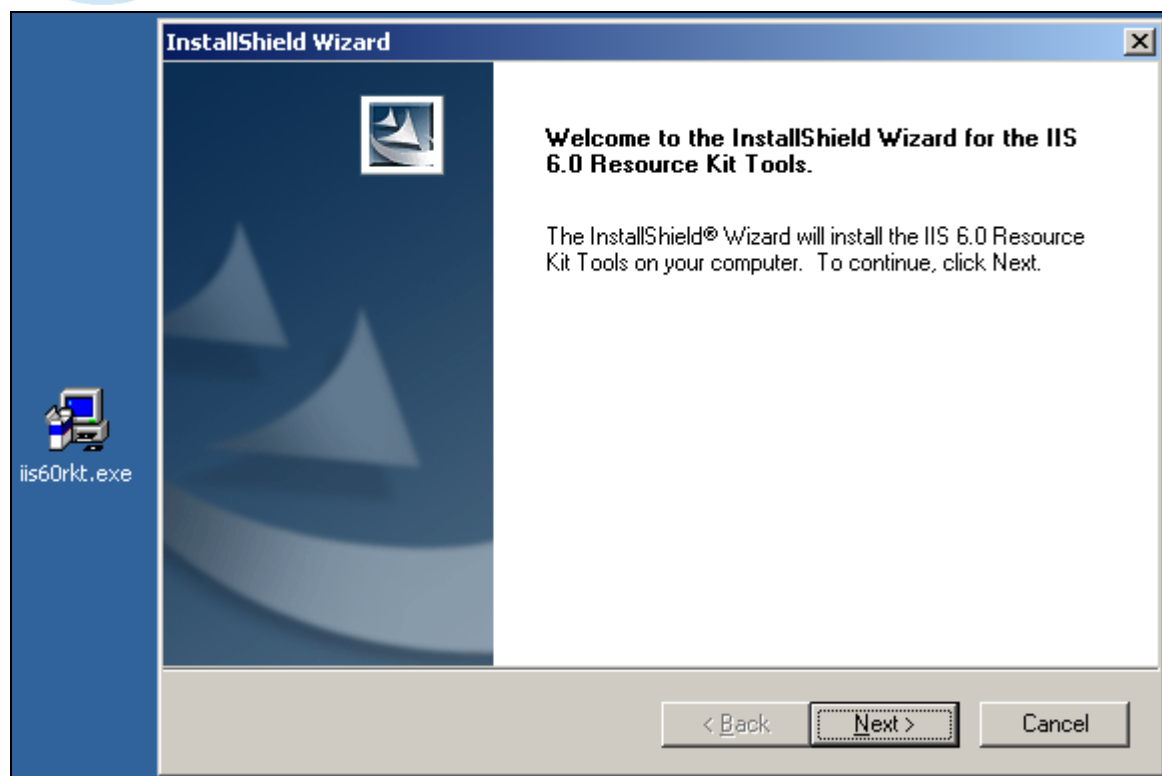 InstallShield Wizard
Welcome to the InstallShield Wizard for the IIS
6.0 Resource Kit Tools.
The InstallShield® Wizard will install the IIS 6.0 Resource
Kit Tools on your computer. To continue, click Next.
iis60rkt.exe
< Back
Next >
Cancel